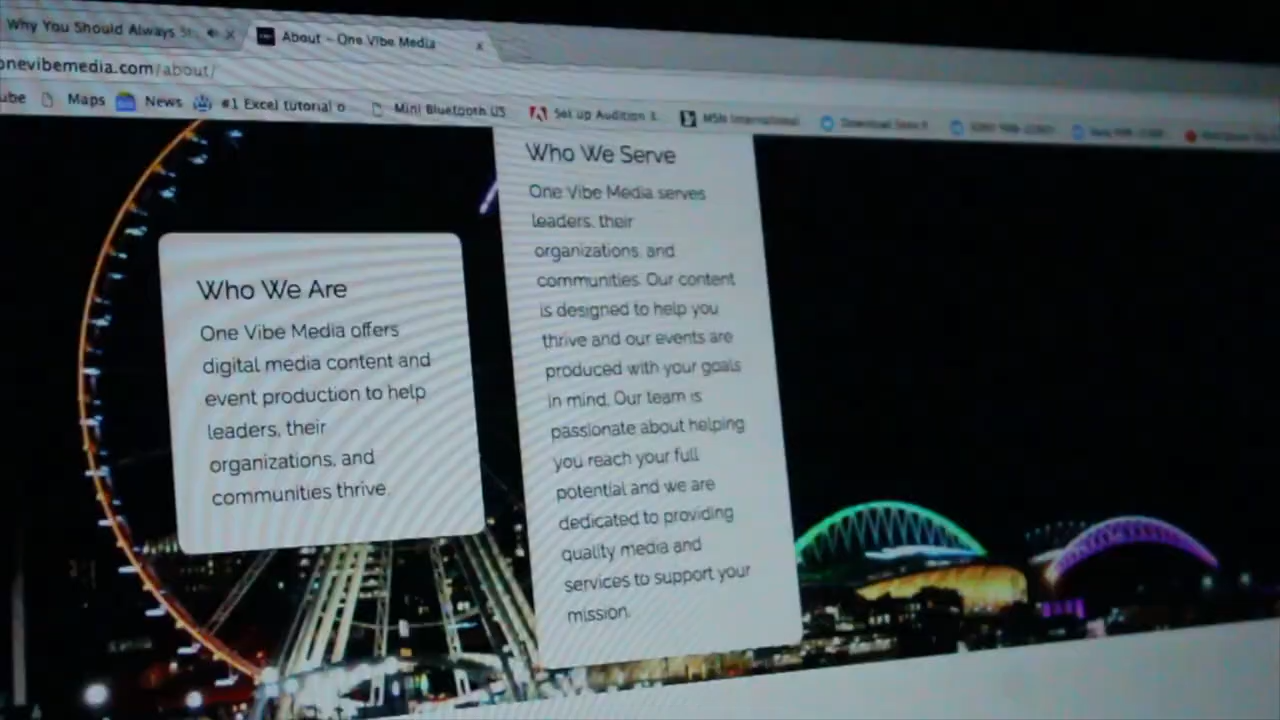 Why You Should Always
About – One Vibe Media
onevibemedia.com/about/
ube Maps News #1 Excel tutorial o Mini Bluetooth US Set up Audition MSN International
Who We Are
One Vibe Media offers
digital media content and
event production to help
leaders, their
organizations, and
communities thrive.
Who We Serve
One Vibe Media serves
leaders, their
organizations, and
communities. Our content
is designed to help you
thrive and our events are
produced with your goals
in mind. Our team is
passionate about helping
you reach your full
potential and we are
dedicated to providing
quality media and
services to support your
mission.